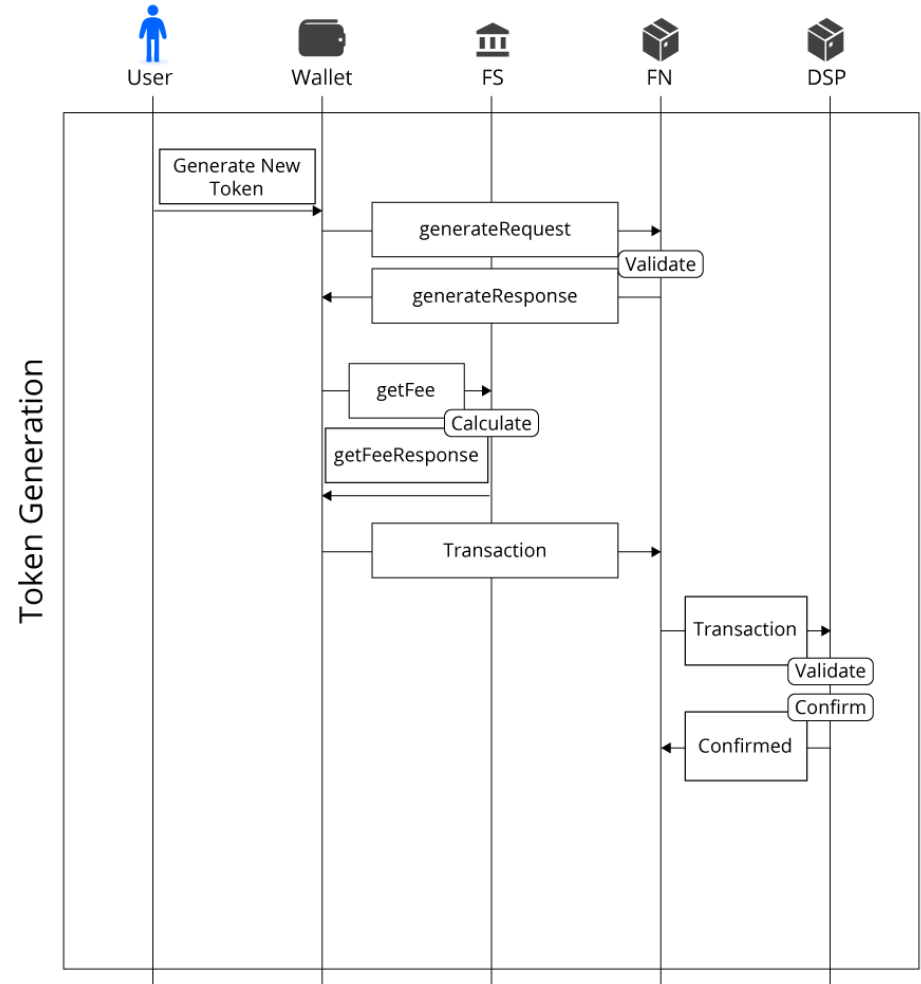 User
Wallet
FS
FN
DSP
Token Generation
Generate New
Token
generateRequest
Validate
generateResponse
getFee
Calculate
getFeeResponse
Transaction
Transaction
Validate
Confirm
Confirmed